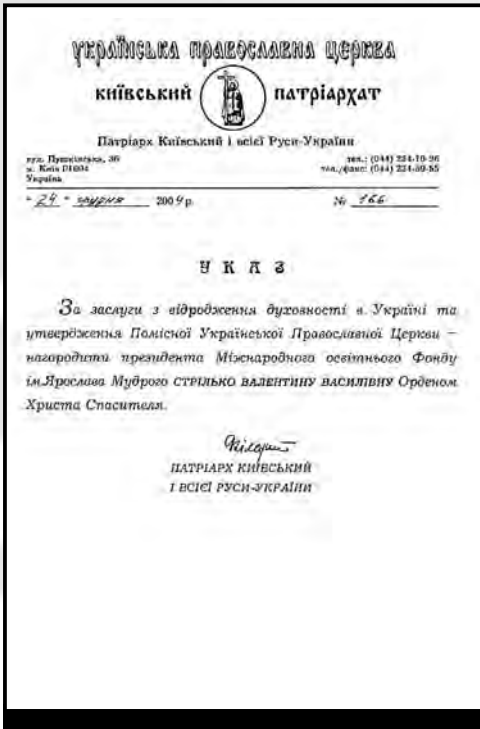 УКРАЇНСЬКА ПРАВОСЛАВНА ЦЕРКВА
КИЇВСЬКИЙ ПАТРІАРХАТ
Патріарх Київський і всієї Руси-України
вул. Пушкінська, 36
м. Київ 01004
Україна
тел.: (044) 234-10-96
тел./факс: (044) 234-30-55
"24" грудня 2004 р.
№ 166
УКАЗ
За заслуги з відродження духовності в Україні та
утвердження Помісної Української Православної Церкви –
нагородити президента Міжнародного освітнього Фонду
ім.Ярослава Мудрого СТРІЛЬКО ВАЛЕНТИНУ ВАСИЛІВНУ Орденом
Христа Спасителя.
Філарет
ПАТРІАРХ КИЇВСЬКИЙ
І ВСІЄЇ РУСИ-УКРАЇНИ